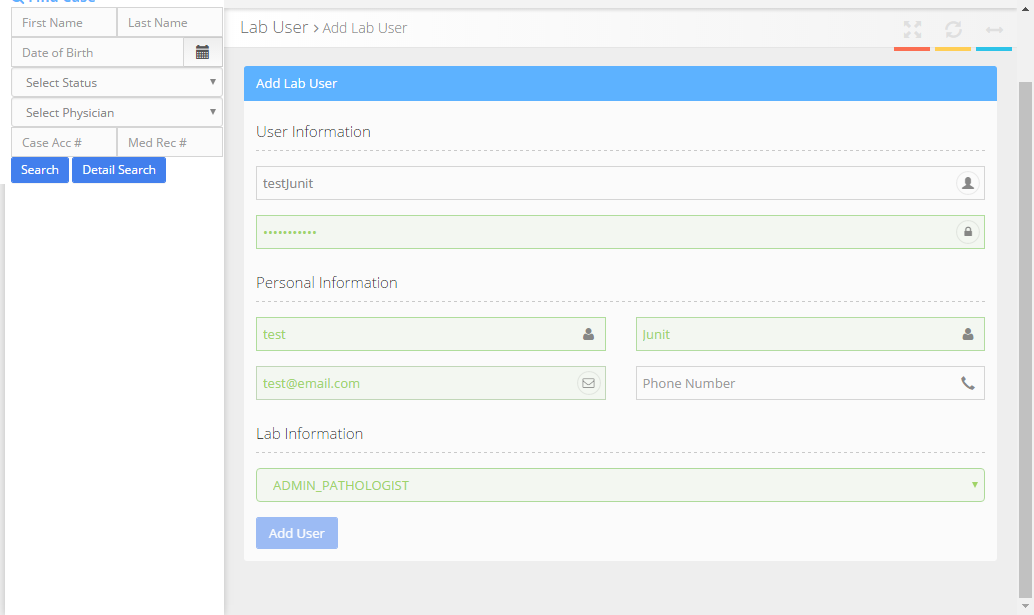 Find Case
First Name
Last Name
Date of Birth
Select Status
Select Physician
Case Acc #
Med Rec #
Search
Detail Search
Lab User > Add Lab User
Add Lab User
User Information
testJunit
•••••••••••
Personal Information
test
Junit
test@email.com
Phone Number
Lab Information
ADMIN_PATHOLOGIST
Add User